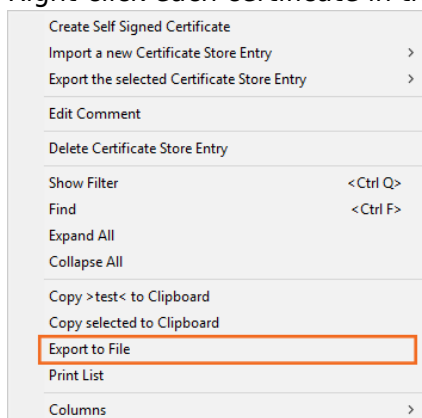 Create Self Signed Certificate
Import a new Certificate Store Entry >
Export the selected Certificate Store Entry >
Edit Comment
Delete Certificate Store Entry
Show Filter <Ctrl Q>
Find <Ctrl F>
Expand All
Collapse All
Copy >test< to Clipboard
Copy selected to Clipboard
Export to File
Print List
Columns >